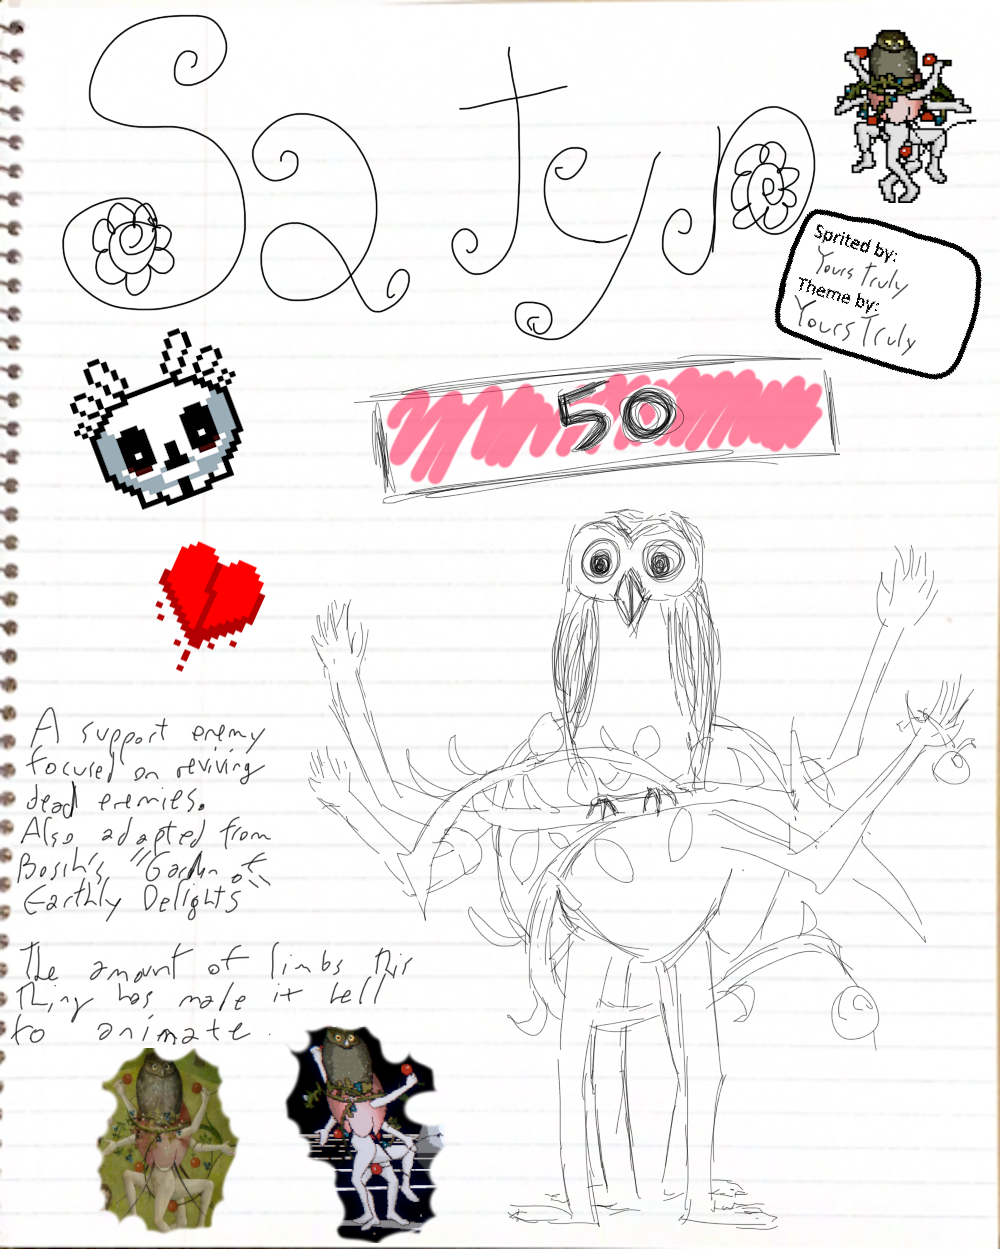 Satyr
Sprited by:
Yours Truly
Theme by:
Yours Truly
50
A support enemy
focused on reviving
dead enemies.
Also adapted from
Bosch's "Garden of
Earthly Delights"
The amount of limbs this
thing has made it hell
to animate.